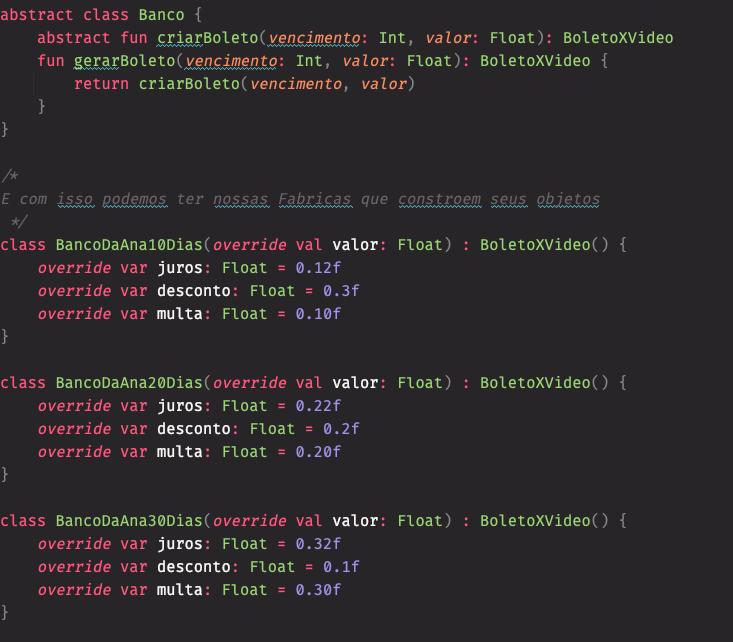 abstract class Banco {
    abstract fun criarBoleto(vencimento: Int, valor: Float): BoletoXVideo
    fun gerarBoleto(vencimento: Int, valor: Float): BoletoXVideo {
        return criarBoleto(vencimento, valor)
    }
}

/*
E com isso podemos ter nossas Fabricas que constroem seus objetos
 */
class BancoDaAna10Dias(override val valor: Float) : BoletoXVideo() {
    override var juros: Float = 0.12f
    override var desconto: Float = 0.3f
    override var multa: Float = 0.10f
}

class BancoDaAna20Dias(override val valor: Float) : BoletoXVideo() {
    override var juros: Float = 0.22f
    override var desconto: Float = 0.2f
    override var multa: Float = 0.20f
}

class BancoDaAna30Dias(override val valor: Float) : BoletoXVideo() {
    override var juros: Float = 0.32f
    override var desconto: Float = 0.1f
    override var multa: Float = 0.30f
}